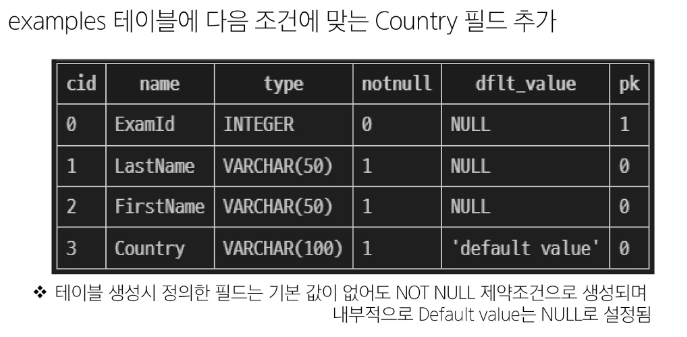 examples 테이블에 다음 조건에 맞는 Country 필드 추가
cid name type notnull dflt_value pk
0 ExamId INTEGER 0 NULL 1
1 LastName VARCHAR(50) 1 NULL 0
2 FirstName VARCHAR(50) 1 NULL 0
3 Country VARCHAR(100) 1 'default value' 0
❖ 테이블 생성시 정의한 필드는 기본 값이 없어도 NOT NULL 제약조건으로 생성되며
내부적으로 Default value는 NULL로 설정됨